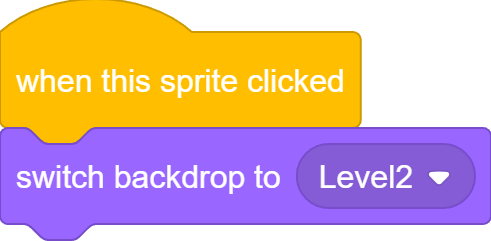 when this sprite clicked
switch backdrop to Level2